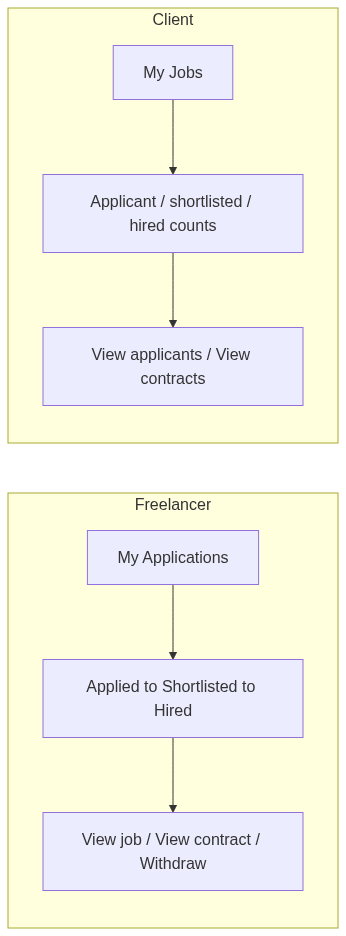 Client
My Jobs
Applicant / shortlisted /
hired counts
View applicants / View
contracts
Freelancer
My Applications
Applied to Shortlisted to
Hired
View job / View contract /
Withdraw